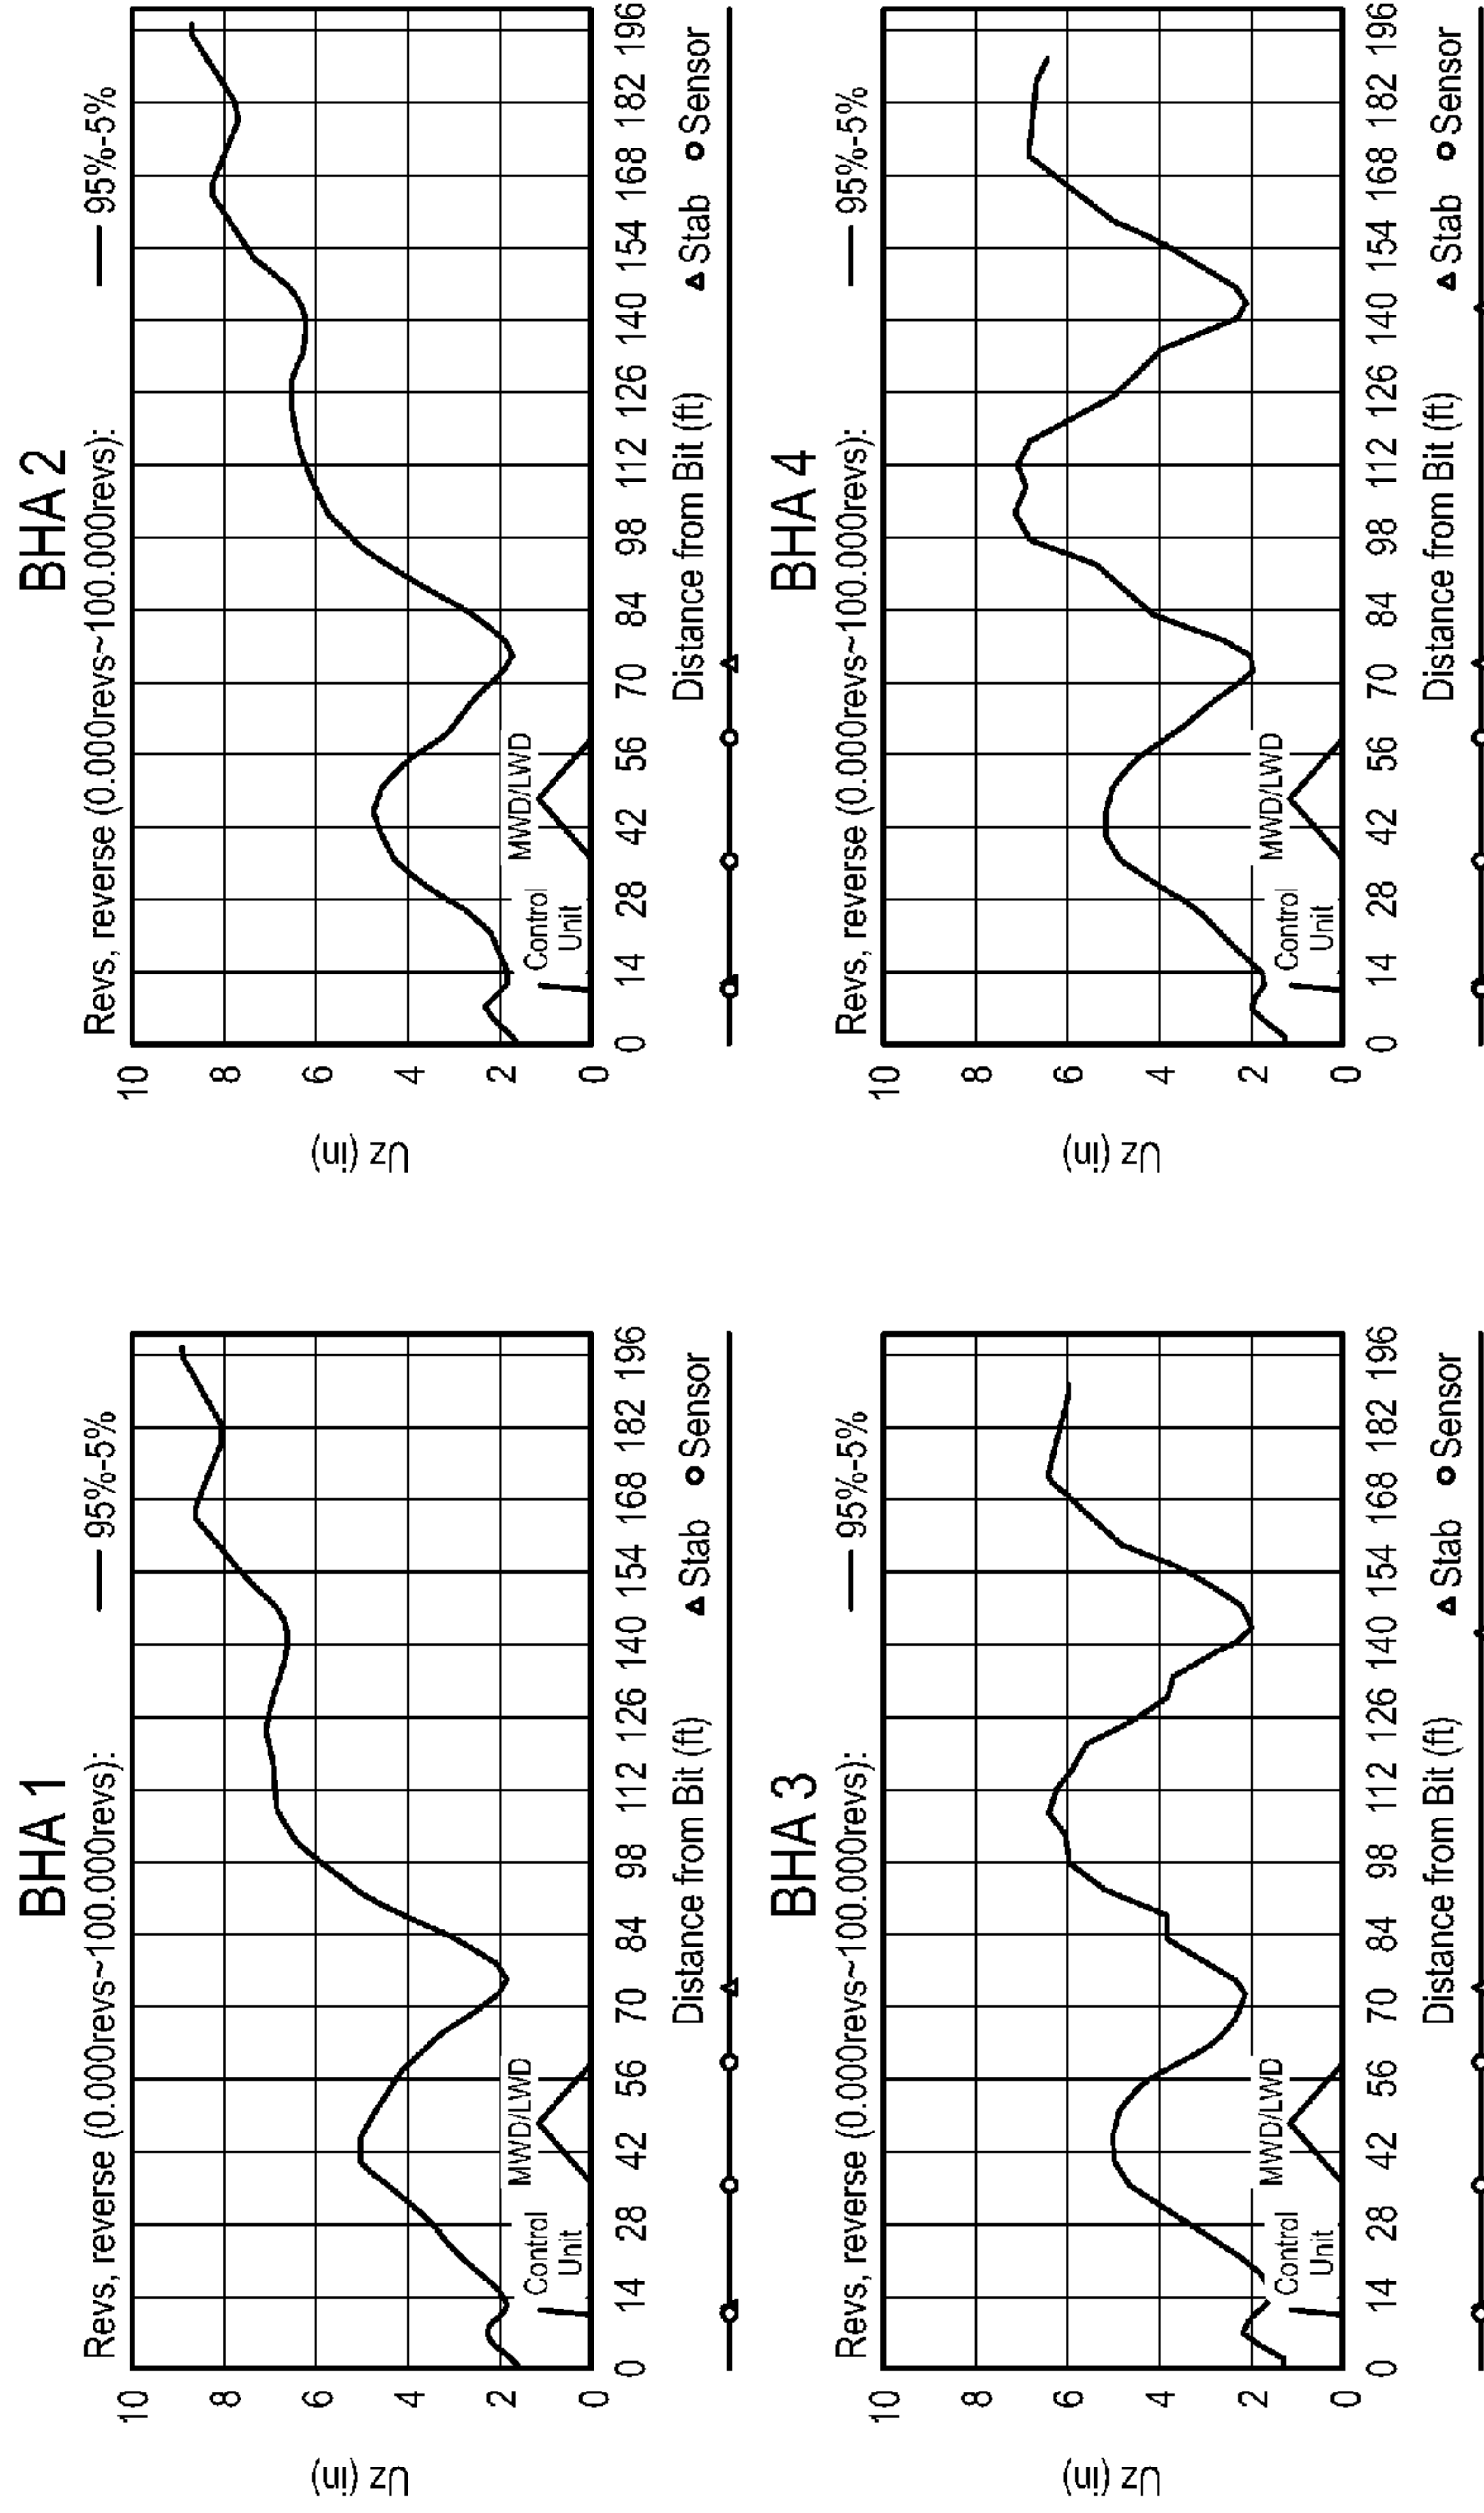 BHA 1
Revs, reverse (0.000revs~100.000revs):
95%-5%
Uz (in)
10
8
6
4
2
0
Control
Unit
MWD/LWD
0 14 28 42 56 70 84 98 112 126 140 154 168 182 196
Distance from Bit (ft)
Stab Sensor
BHA 2
Revs, reverse (0.000revs~100.000revs):
95%-5%
Uz (in)
10
8
6
4
2
0
Control
Unit
MWD/LWD
0 14 28 42 56 70 84 98 112 126 140 154 168 182 196
Distance from Bit (ft)
Stab Sensor
BHA 3
Revs, reverse (0.000revs~100.000revs):
95%-5%
Uz (in)
10
8
6
4
2
0
Control
Unit
MWD/LWD
0 14 28 42 56 70 84 98 112 126 140 154 168 182 196
Distance from Bit (ft)
Stab Sensor
BHA 4
Revs, reverse (0.000revs~100.000revs):
95%-5%
Uz (in)
10
8
6
4
2
0
Control
Unit
MWD/LWD
0 14 28 42 56 70 84 98 112 126 140 154 168 182 196
Distance from Bit (ft)
Stab Sensor